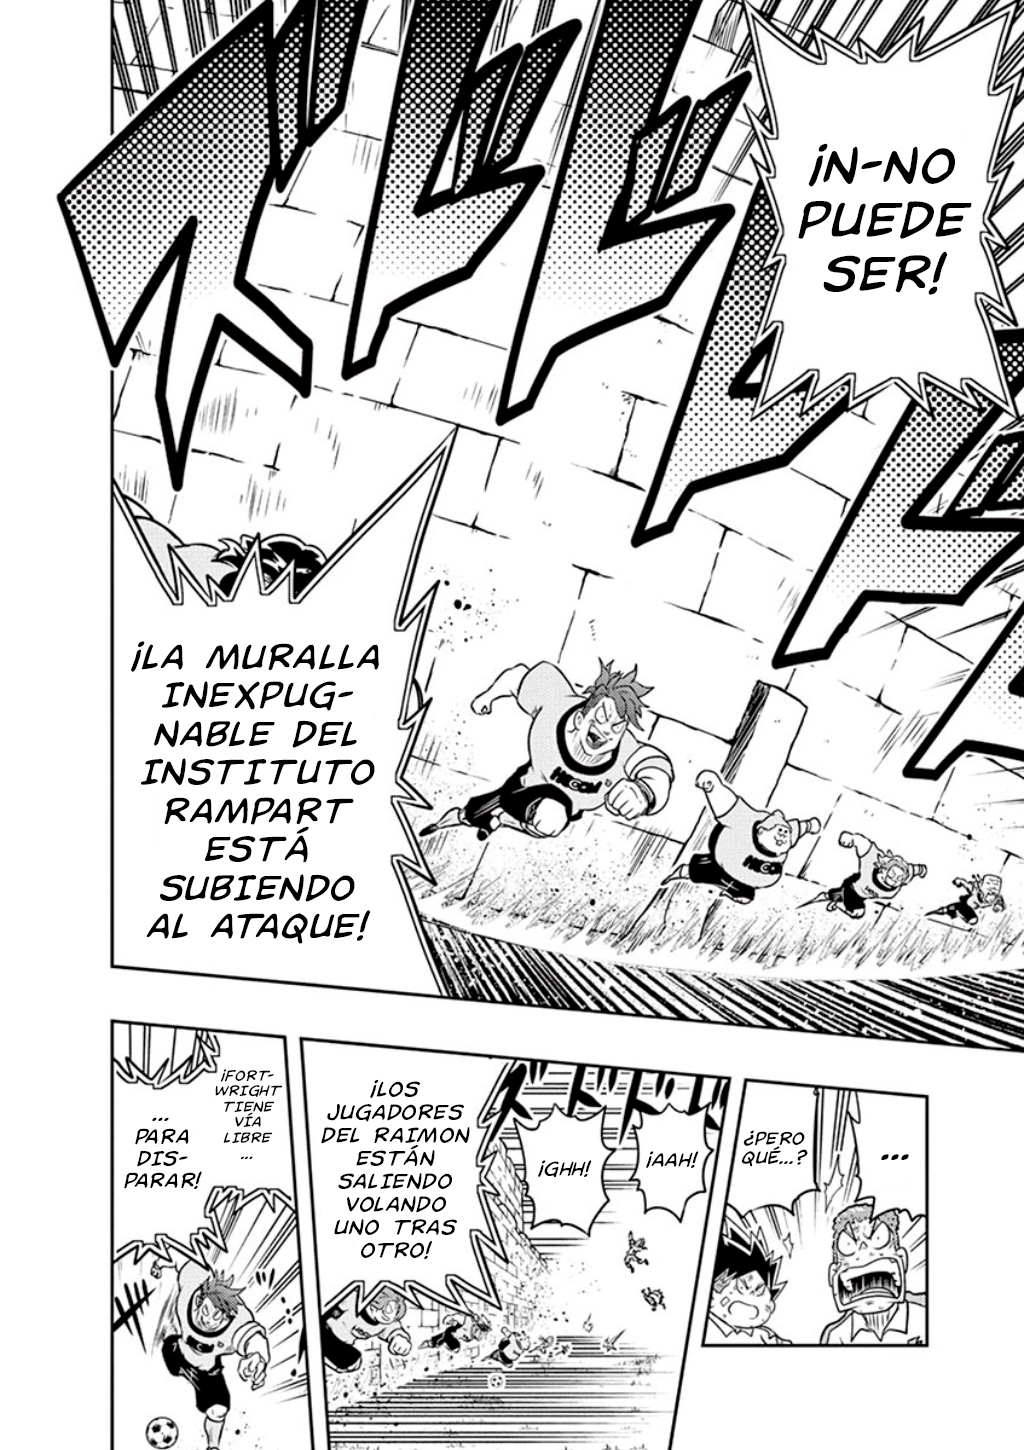 ¡N-NO
PUEDE
SER!
¡LA MURALLA
INEXPUG-
NABLE DEL
INSTITUTO
RAMPART
ESTÁ
SUBIENDO
AL ATAQUE!
...
¿PERO
QUÉ...?
¡AAH!
¡GHH!
¡LOS
JUGADORES
DEL RAIMON
ESTÁN
SALIENDO
VOLANDO
UNO TRAS
OTRO!
¡FORT-
WRIGHT
TIENE
VÍA
LIBRE
...
...
PARA
DIS-
PARAR!